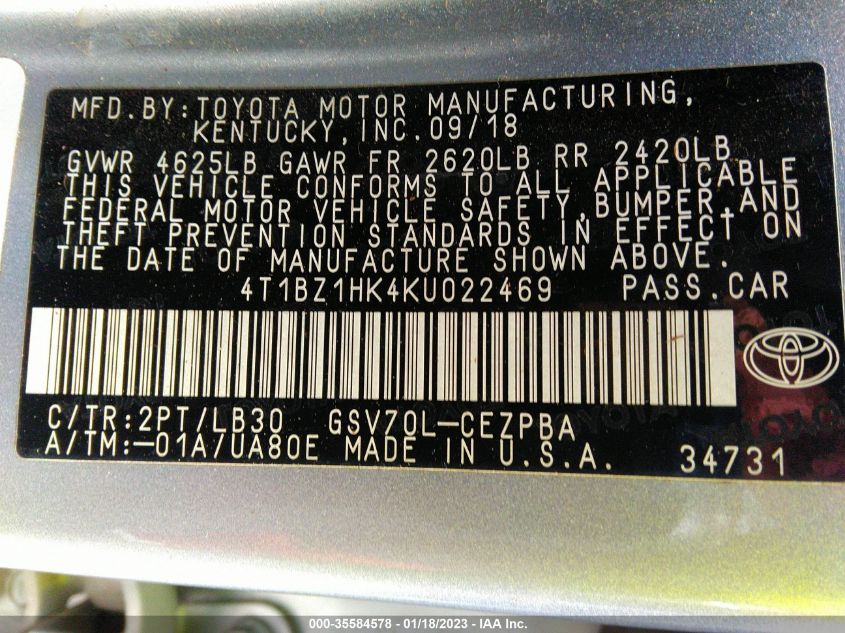 MFD.BY:TOYOTA MOTOR MANUFACTURING,
KENTUCKY,INC.09/18
GVWR 4625LB GAWR FR 2620LB RR 2420LB
THIS VEHICLE CONFORMS TO ALL APPLICABLE
FEDERAL MOTOR VEHICLE SAFETY,BUMPER,AND
THEFT PREVENTION STANDARDS IN EFFECT ON
THE DATE OF MANUFACTURE SHOWN ABOVE.
4T1BZ1HK4KU022469 PASS.CAR
C/TR:2PT/LB30 GSV70L-CEZPBA
A/TM:-01A/UA80E MADE IN U.S.A. 34731
000-35584578 - 01/18/2023 - IAA Inc.